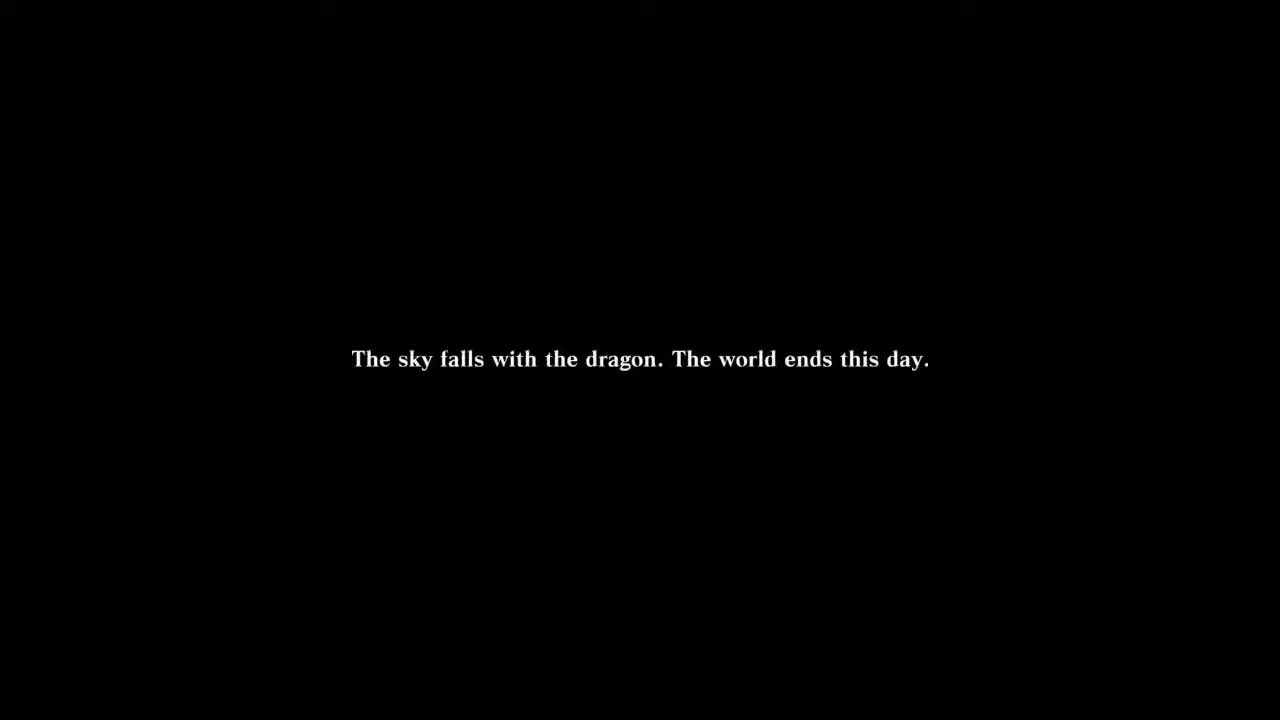 The sky falls with the dragon. The world ends this day.